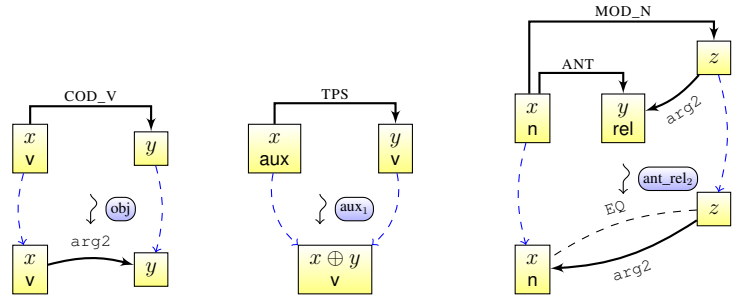 COD_V
x
v
y
obj
arg2
x
v
y
TPS
x
aux
y
v
aux₁
x ⊕ y
v
MOD_N
z
ANT
x
n
y
rel
arg2
ant_rel₂
EQ
z
x
n
arg2